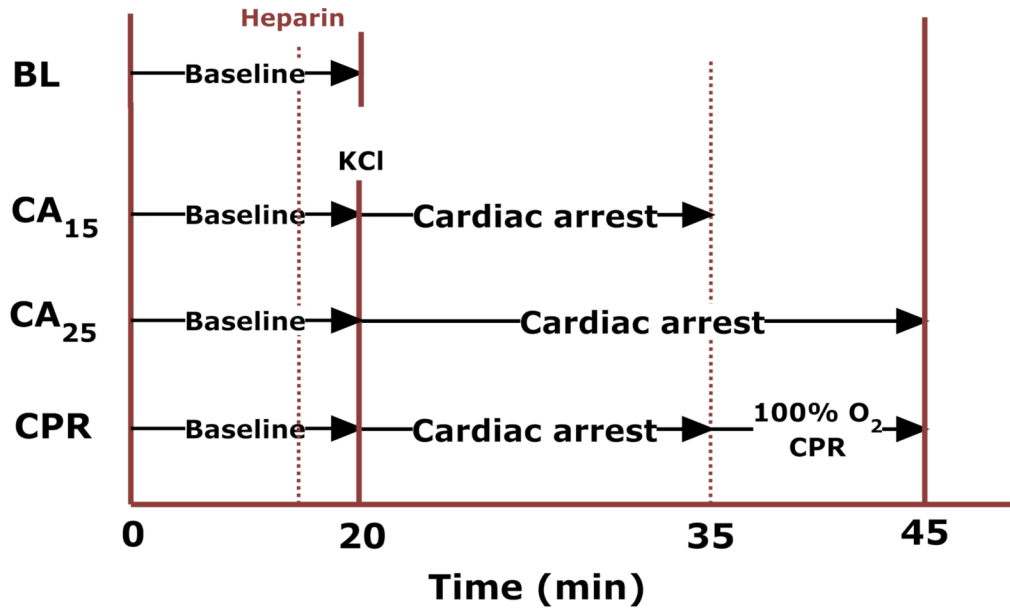 Heparin
BL Baseline
KCl
CA15 Baseline Cardiac arrest
CA25 Baseline Cardiac arrest
CPR Baseline Cardiac arrest 100% O2 CPR
0 20 35 45
Time (min)